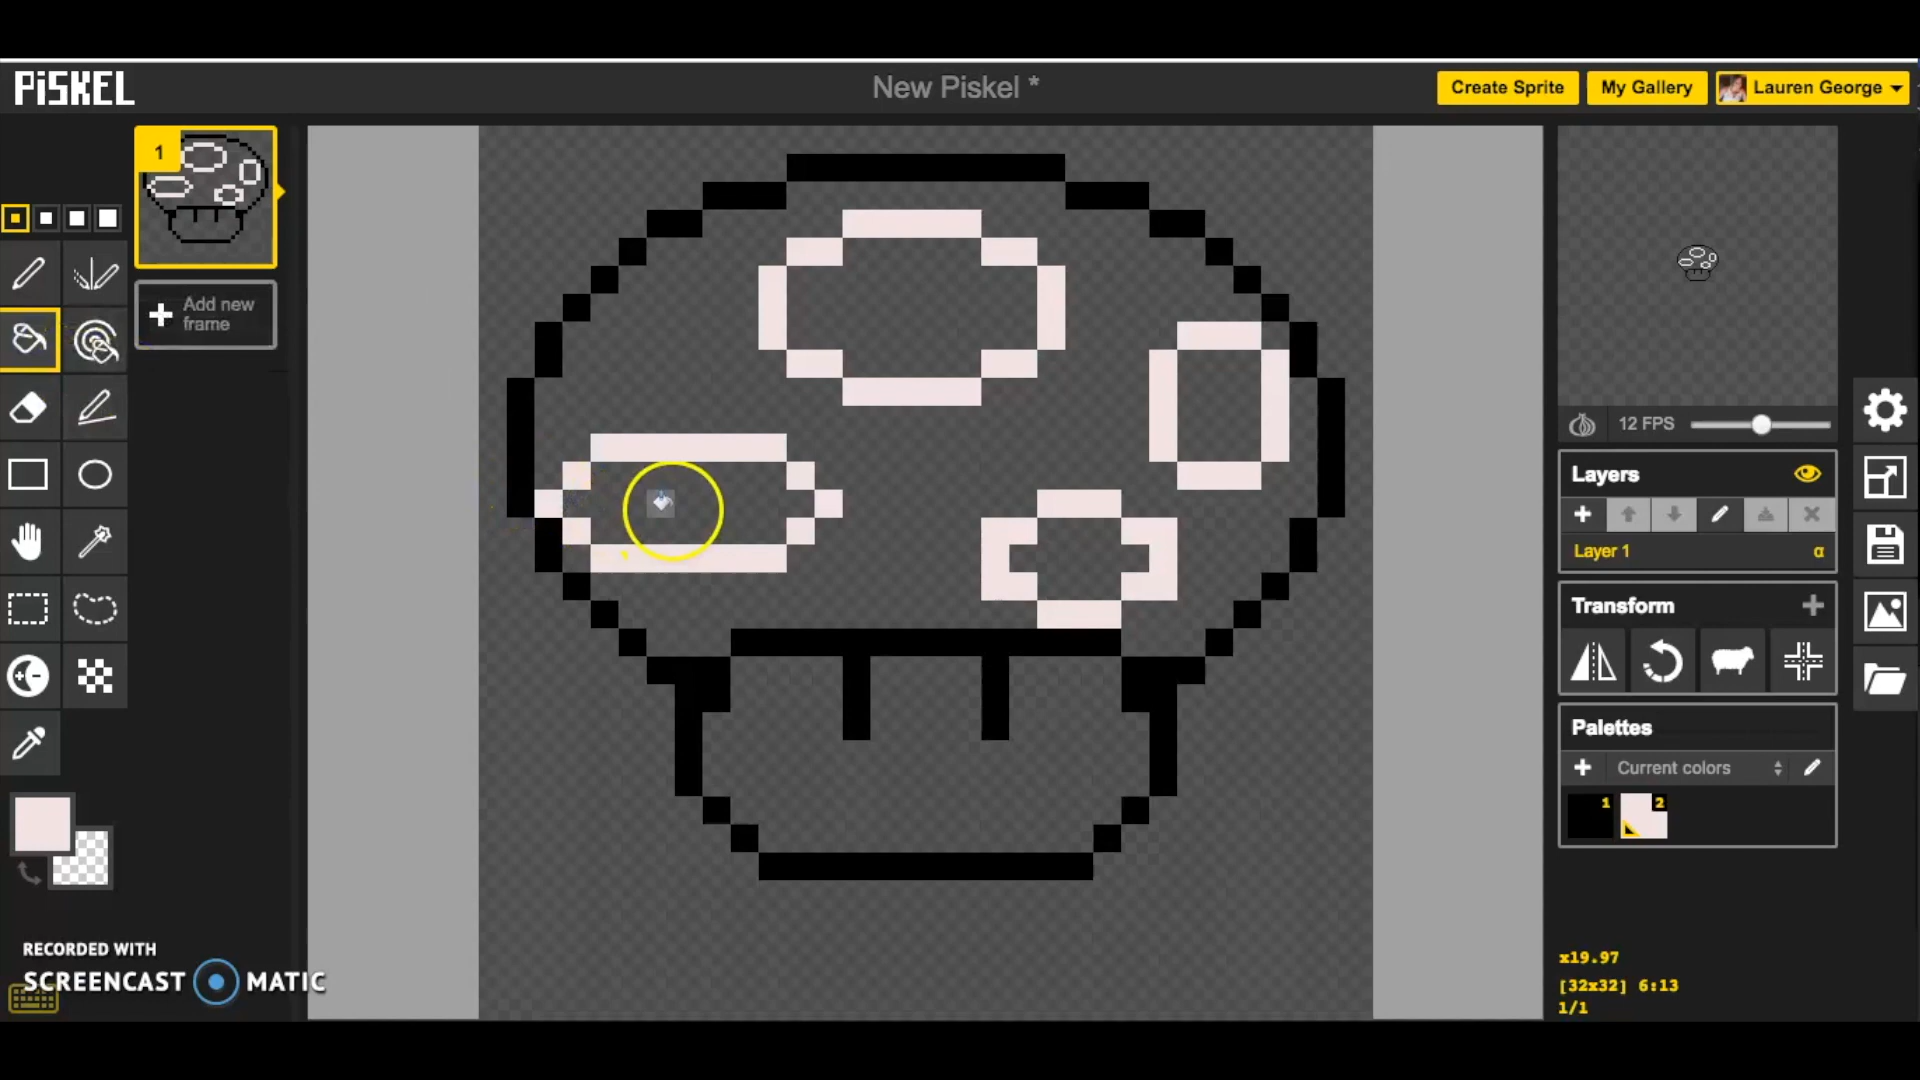 PiSKEL
New Piskel *
Create Sprite
My Gallery
Lauren George
1
Add new
frame
12 FPS
Layers
Layer 1
α
Transform
Palettes
Current colors
1
2
RECORDED WITH
SCREENCAST MATIC
x19.97
[32x32] 6:13
1/1